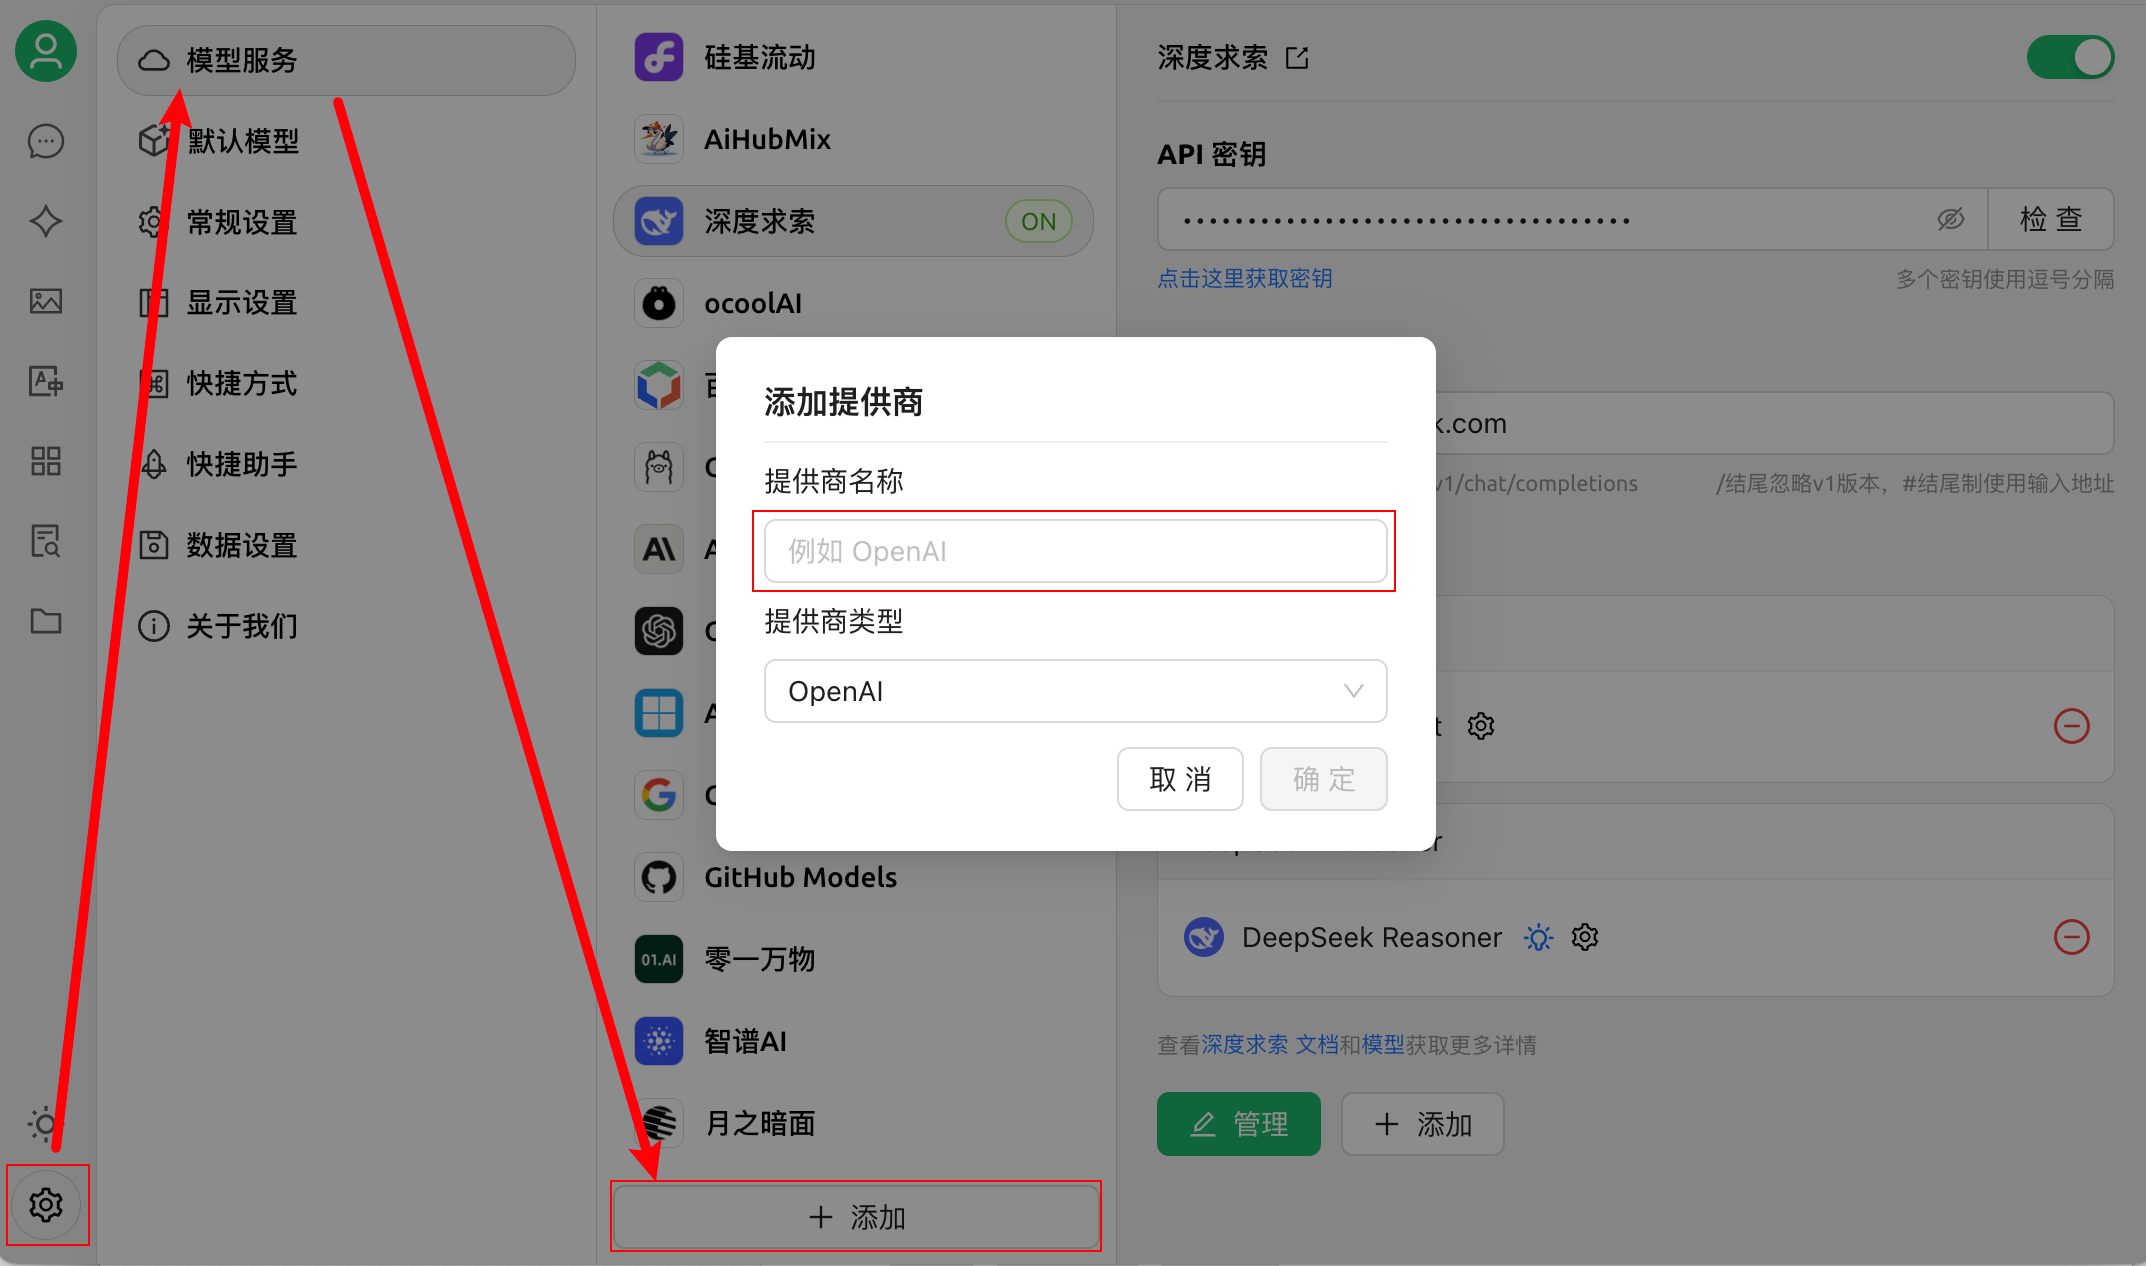 模型服务
默认模型
常规设置
显示设置
快捷方式
快捷助手
数据设置
关于我们
硅基流动
AiHubMix
深度求索
ON
ocoolAI
GitHub Models
01.AI
零一万物
智谱AI
月之暗面
添加
深度求索
API 密钥
检 查
点击这里获取密钥
多个密钥使用逗号分隔
k.com
v1/chat/completions
/结尾忽略v1版本，#结尾制使用输入地址
添加提供商
提供商名称
例如 OpenAI
提供商类型
OpenAI
取 消
确 定
DeepSeek Reasoner
查看深度求索 文档和模型获取更多详情
管理
添加